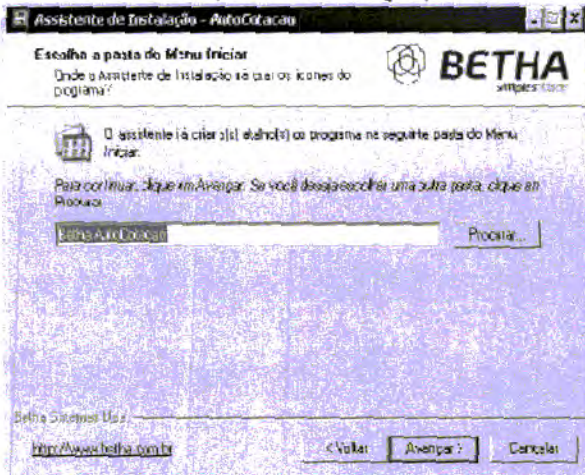 Assistente de Instalação - AutoCotacao
Escolha a pasta do Menu Iniciar
Onde o Assistente de Instalação irá criar os ícones do
programa?
BETHA
simples
O assistente irá criar o(s) atalho(s) do programa na seguinte pasta do Menu
Iniciar.
Para continuar, clique em Avançar. Se você deseja escolher uma outra pasta, clique em
Procurar.
Betha AutoCotacao
Procurar...
Betha Sistemas Ltda.
http://www.betha.com.br
< Voltar
Avançar >
Cancelar